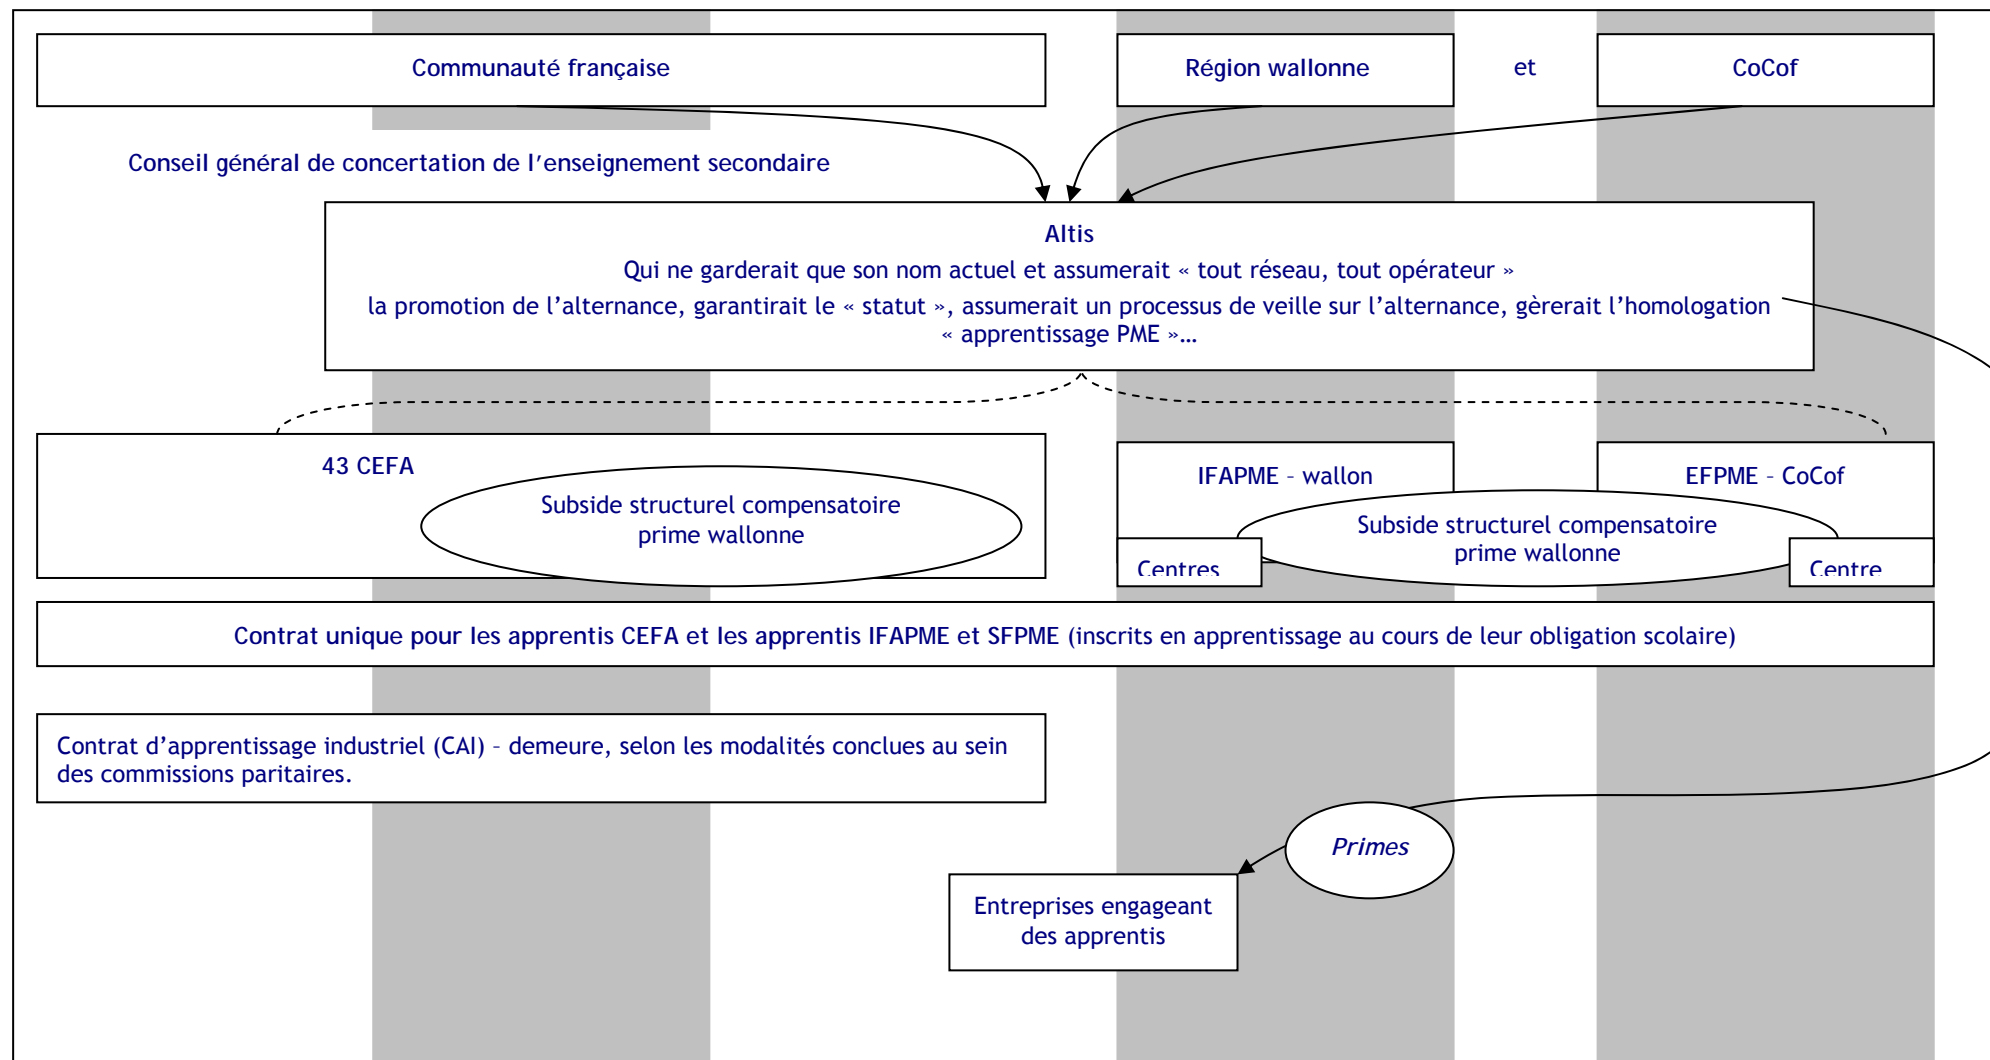 Communauté française
Région wallonne
et
CoCof
Conseil général de concertation de l'enseignement secondaire
Altis
Qui ne garderait que son nom actuel et assumerait « tout réseau, tout opérateur »
la promotion de l'alternance, garantirait le « statut », assumerait un processus de veille sur l'alternance, gèrerait l'homologation
« apprentissage PME »…
43 CEFA
Subside structurel compensatoire
prime wallonne
IFAPME - wallon
EFPME - CoCof
Subside structurel compensatoire
prime wallonne
Centres
Centre
Contrat unique pour les apprentis CEFA et les apprentis IFAPME et SFPME (inscrits en apprentissage au cours de leur obligation scolaire)
Contrat d'apprentissage industriel (CAI) - demeure, selon les modalités conclues au sein
des commissions paritaires.
Primes
Entreprises engageant
des apprentis